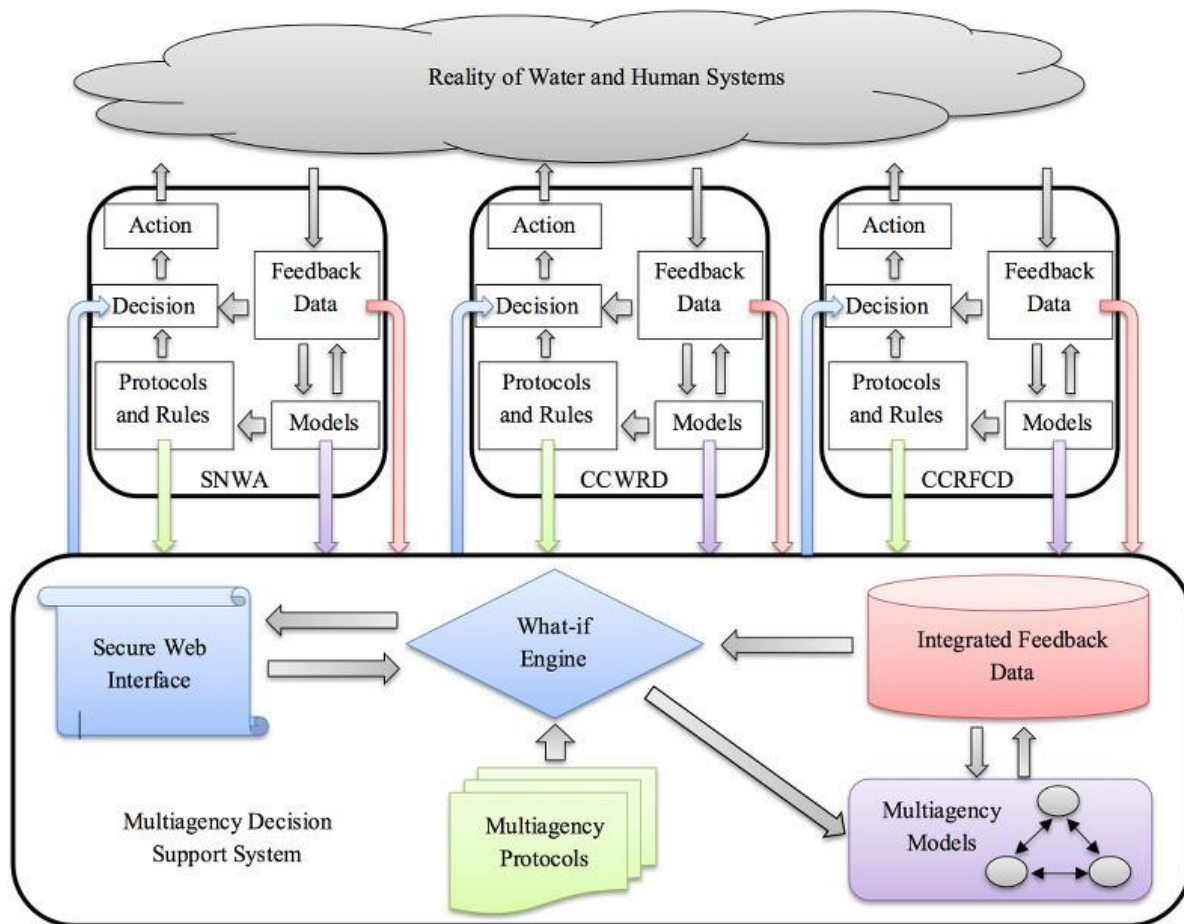 Reality of Water and Human Systems
Action
Feedback
Data
Decision
Protocols
and Rules
Models
SNWA
Action
Feedback
Data
Decision
Protocols
and Rules
Models
CCWRD
Action
Feedback
Data
Decision
Protocols
and Rules
Models
CCRFCD
Secure Web
Interface
What-if
Engine
Integrated Feedback
Data
Multiagency Decision
Support System
Multiagency
Protocols
Multiagency
Models